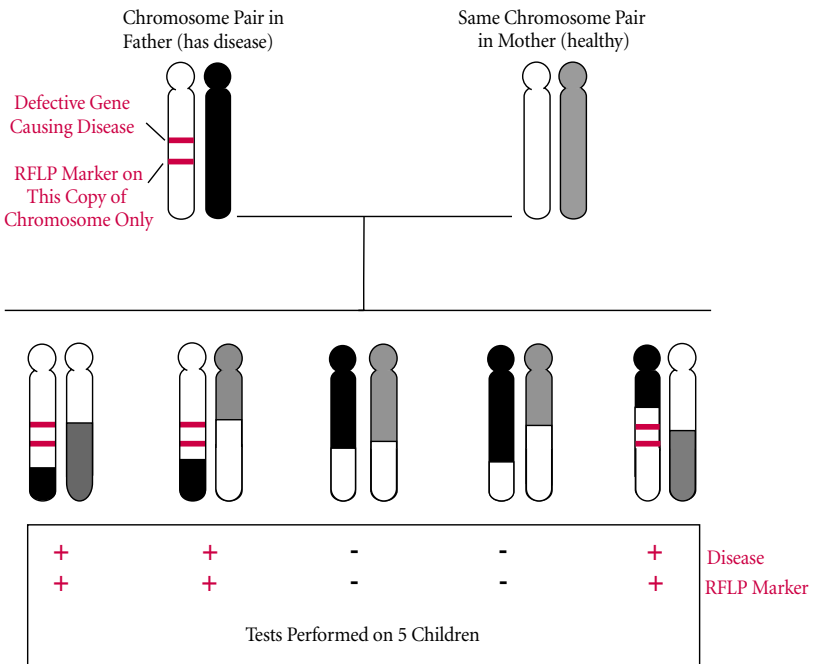 Chromosome Pair in
Father (has disease)
Same Chromosome Pair
in Mother (healthy)
Defective Gene
Causing Disease
RFLP Marker on
This Copy of
Chromosome Only
+ + - - + Disease
+ + - - + RFLP Marker
Tests Performed on 5 Children